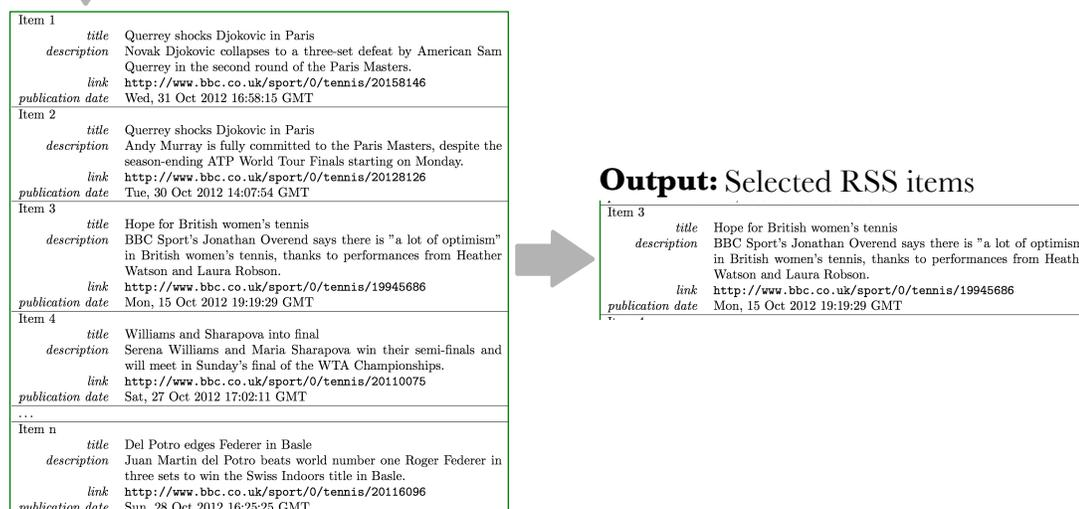 Item 1
title Querrey shocks Djokovic in Paris
description Novak Djokovic collapses to a three-set defeat by American Sam
Querrey in the second round of the Paris Masters.
link http://www.bbc.co.uk/sport/0/tennis/20158146
publication date Wed, 31 Oct 2012 16:58:15 GMT
Item 2
title Querrey shocks Djokovic in Paris
description Andy Murray is fully committed to the Paris Masters, despite the
season-ending ATP World Tour Finals starting on Monday.
link http://www.bbc.co.uk/sport/0/tennis/20128126
publication date Tue, 30 Oct 2012 14:07:54 GMT
Item 3
title Hope for British women's tennis
description BBC Sport's Jonathan Overend says there is "a lot of optimism"
in British women's tennis, thanks to performances from Heather
Watson and Laura Robson.
link http://www.bbc.co.uk/sport/0/tennis/19945686
publication date Mon, 15 Oct 2012 19:19:29 GMT
Item 4
title Williams and Sharapova into final
description Serena Williams and Maria Sharapova win their semi-finals and
will meet in Sunday's final of the WTA Championships.
link http://www.bbc.co.uk/sport/0/tennis/20110075
publication date Sat, 27 Oct 2012 17:02:11 GMT
...
Item n
title Del Potro edges Federer in Basle
description Juan Martin del Potro beats world number one Roger Federer in
three sets to win the Swiss Indoors title in Basle.
link http://www.bbc.co.uk/sport/0/tennis/20116096
publication date Sun, 28 Oct 2012 16:25:25 GMT
Output: Selected RSS items
Item 3
title Hope for British women's tennis
description BBC Sport's Jonathan Overend says there is "a lot of optimism
in British women's tennis, thanks to performances from Heath
Watson and Laura Robson.
link http://www.bbc.co.uk/sport/0/tennis/19945686
publication date Mon, 15 Oct 2012 19:19:29 GMT